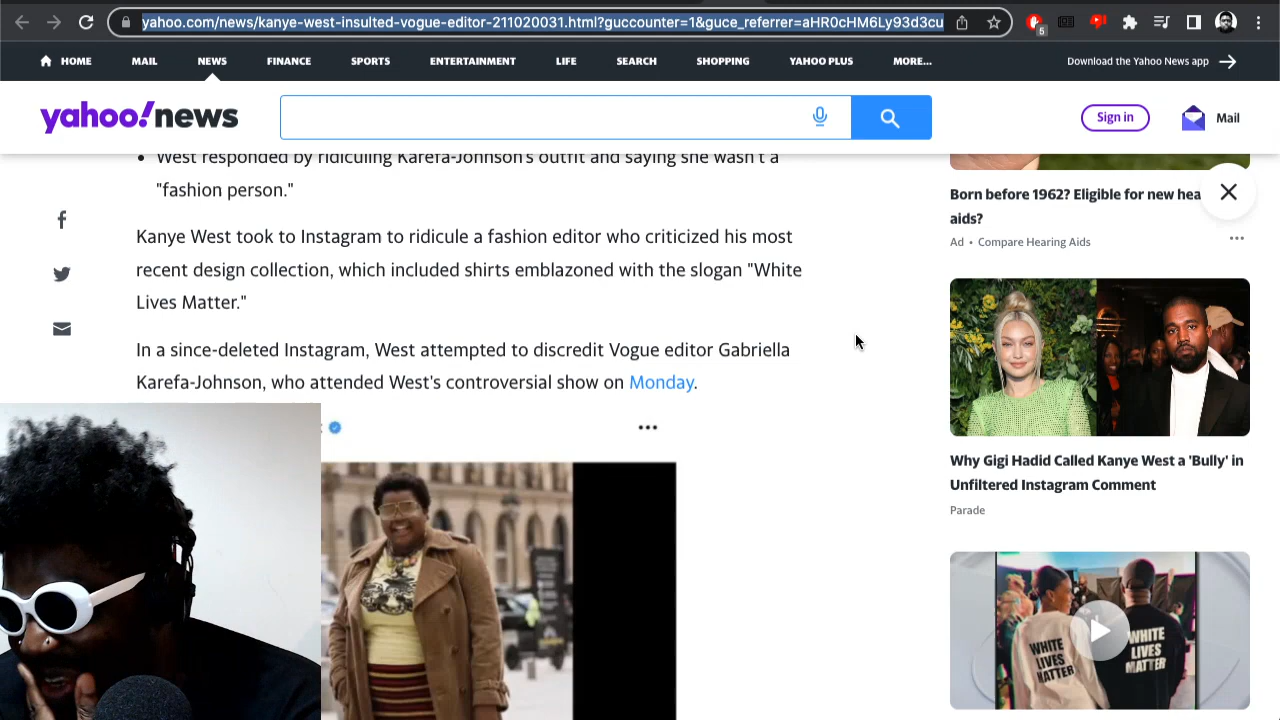 yahoo.com/news/kanye-west-insulted-vogue-editor-211020031.html?guccounter=1&guce_referrer=aHR0cHM6Ly93d3cu
5
HOME MAIL NEWS FINANCE SPORTS ENTERTAINMENT LIFE SEARCH SHOPPING YAHOO PLUS MORE... Download the Yahoo News app
yahoo!news
Sign in
Mail
• West responded by ridiculing Karefa-Johnson's outfit and saying she wasn't a
"fashion person."
Kanye West took to Instagram to ridicule a fashion editor who criticized his most
recent design collection, which included shirts emblazoned with the slogan "White
Lives Matter."
In a since-deleted Instagram, West attempted to discredit Vogue editor Gabriella
Karefa-Johnson, who attended West's controversial show on Monday.
Born before 1962? Eligible for new hea
aids?
Ad • Compare Hearing Aids
Why Gigi Hadid Called Kanye West a 'Bully' in
Unfiltered Instagram Comment
Parade
WHITE
LIVES
MATTER
WHITE
LIVES
MATTER